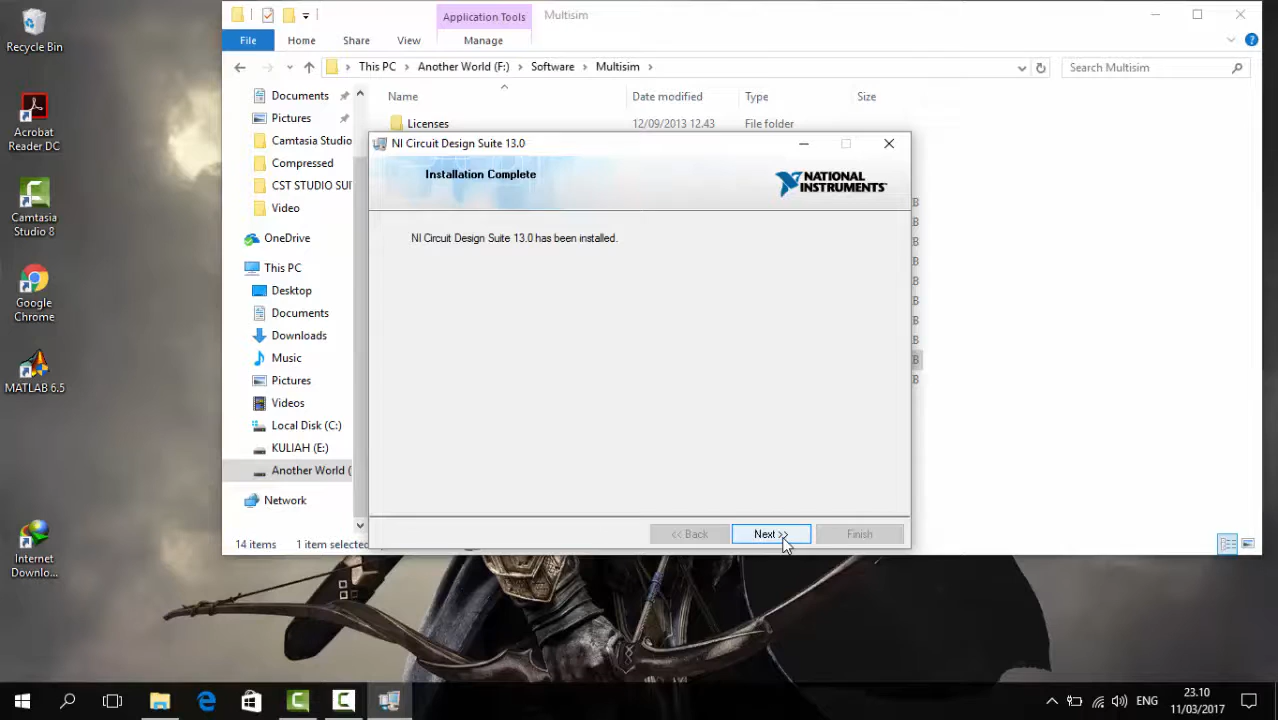 Recycle Bin
Acrobat
Reader DC
Camtasia
Studio 8
Google
Chrome
MATLAB 6.5
Internet
Downlo...
Application Tools
Multisim
File
Home
Share
View
Manage
This PC
Another World (F:)
Software
Multisim
Search Multisim
Name
Date modified
Type
Size
Licenses
12/09/2013 12.43
File folder
Documents
Pictures
Camtasia Studio
Compressed
CST STUDIO SUI
Video
OneDrive
This PC
Desktop
Documents
Downloads
Music
Pictures
Videos
Local Disk (C:)
KULIAH (E:)
Another World (
Network
14 items
1 item selected
NI Circuit Design Suite 13.0
Installation Complete
NATIONAL
INSTRUMENTS
NI Circuit Design Suite 13.0 has been installed.
<< Back
Next >>
Finish
B
B
B
B
B
B
B
B
B
B
ENG
23.10
11/03/2017